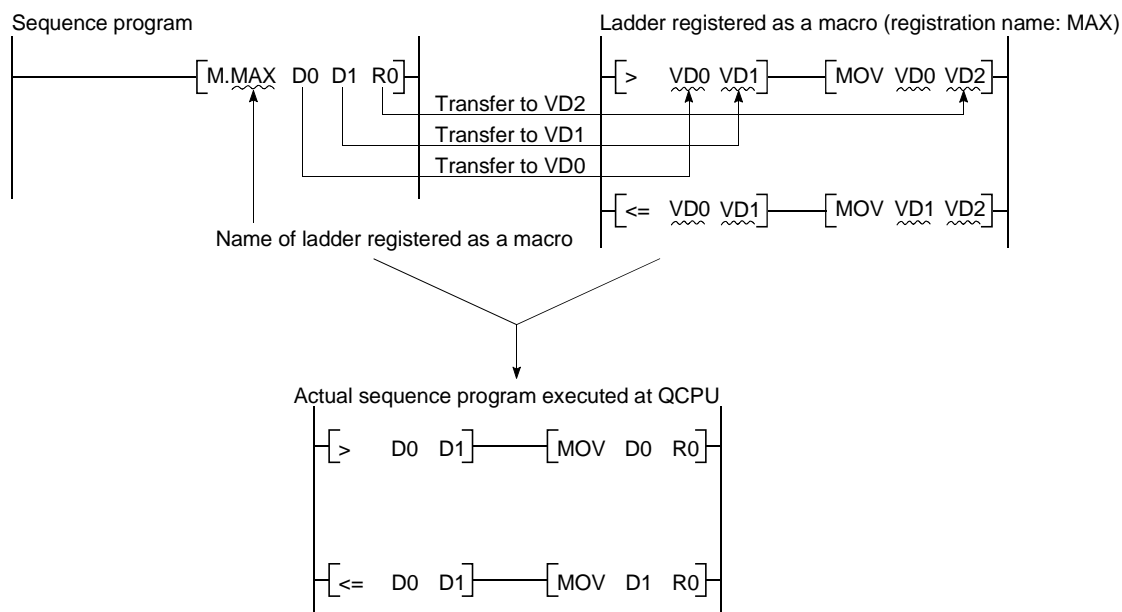 Sequence program
Ladder registered as a macro (registration name: MAX)
M.MAX D0 D1 R0
> VD0 VD1 MOV VD0 VD2
Transfer to VD2
Transfer to VD1
Transfer to VD0
<= VD0 VD1 MOV VD1 VD2
Name of ladder registered as a macro
Actual sequence program executed at QCPU
> D0 D1 MOV D0 R0
<= D0 D1 MOV D1 R0